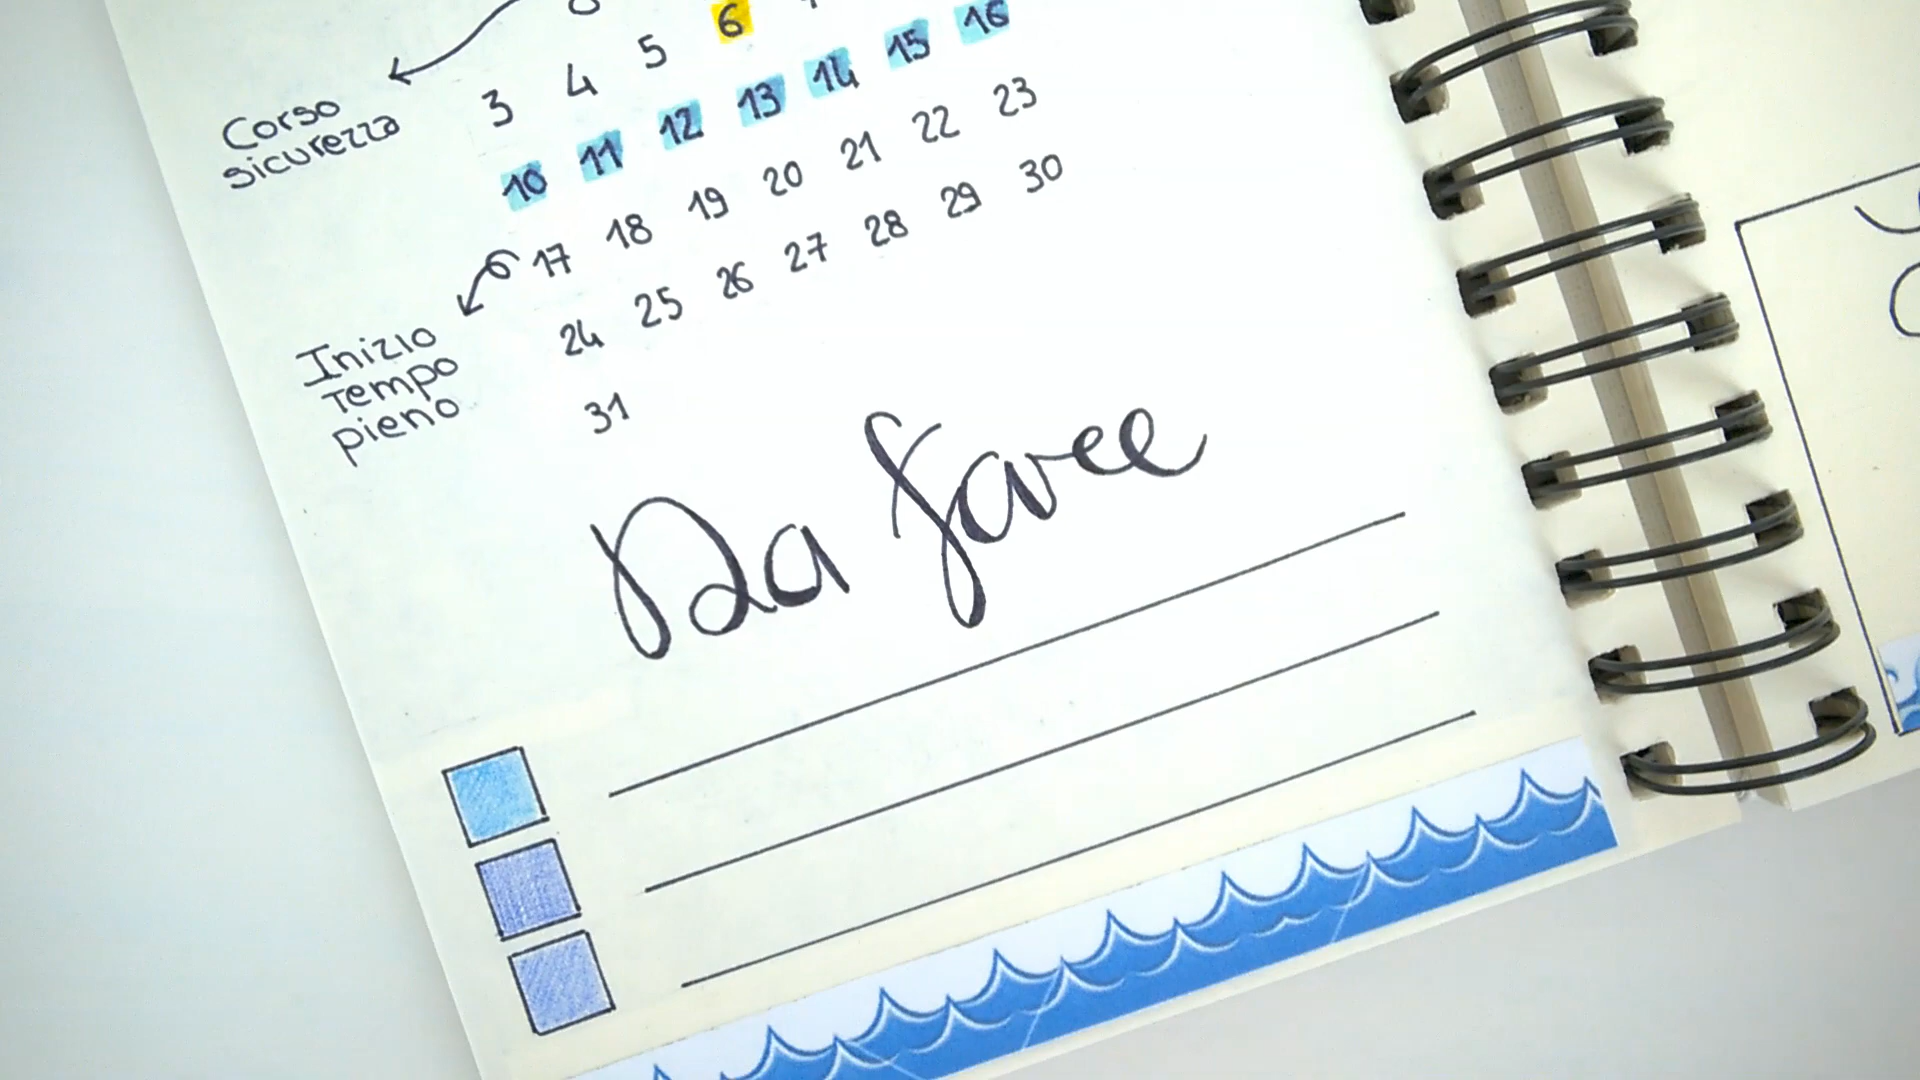 Corso
sicurezza
3 4 5 6
10 11 12 13 14 15 16
17 18 19 20 21 22 23
24 25 26 27 28 29 30
31
Inizio
Tempo
pieno
Da fare